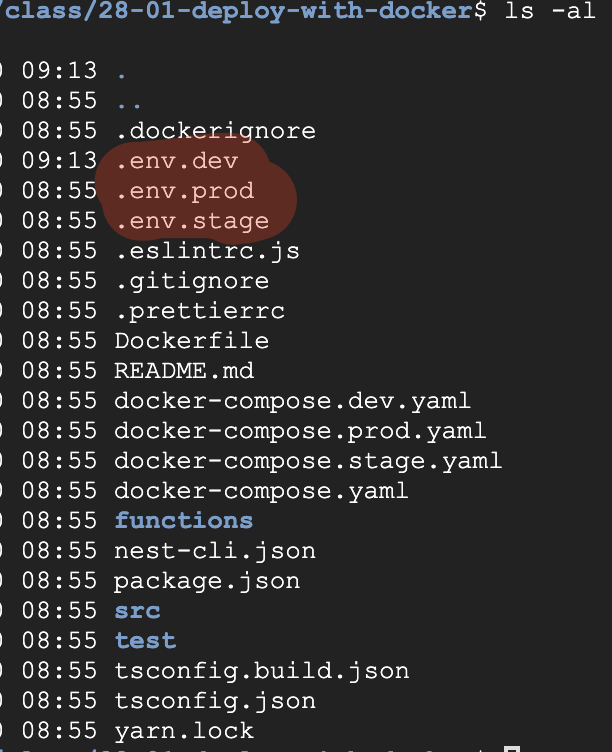 /class/28-01-deploy-with-docker$ ls -al
09:13 .
08:55 ..
08:55 .dockerignore
09:13 .env.dev
08:55 .env.prod
08:55 .env.stage
08:55 .eslintrc.js
08:55 .gitignore
08:55 .prettierrc
08:55 Dockerfile
08:55 README.md
08:55 docker-compose.dev.yaml
08:55 docker-compose.prod.yaml
08:55 docker-compose.stage.yaml
08:55 docker-compose.yaml
08:55 functions
08:55 nest-cli.json
08:55 package.json
08:55 src
08:55 test
08:55 tsconfig.build.json
08:55 tsconfig.json
08:55 yarn.lock